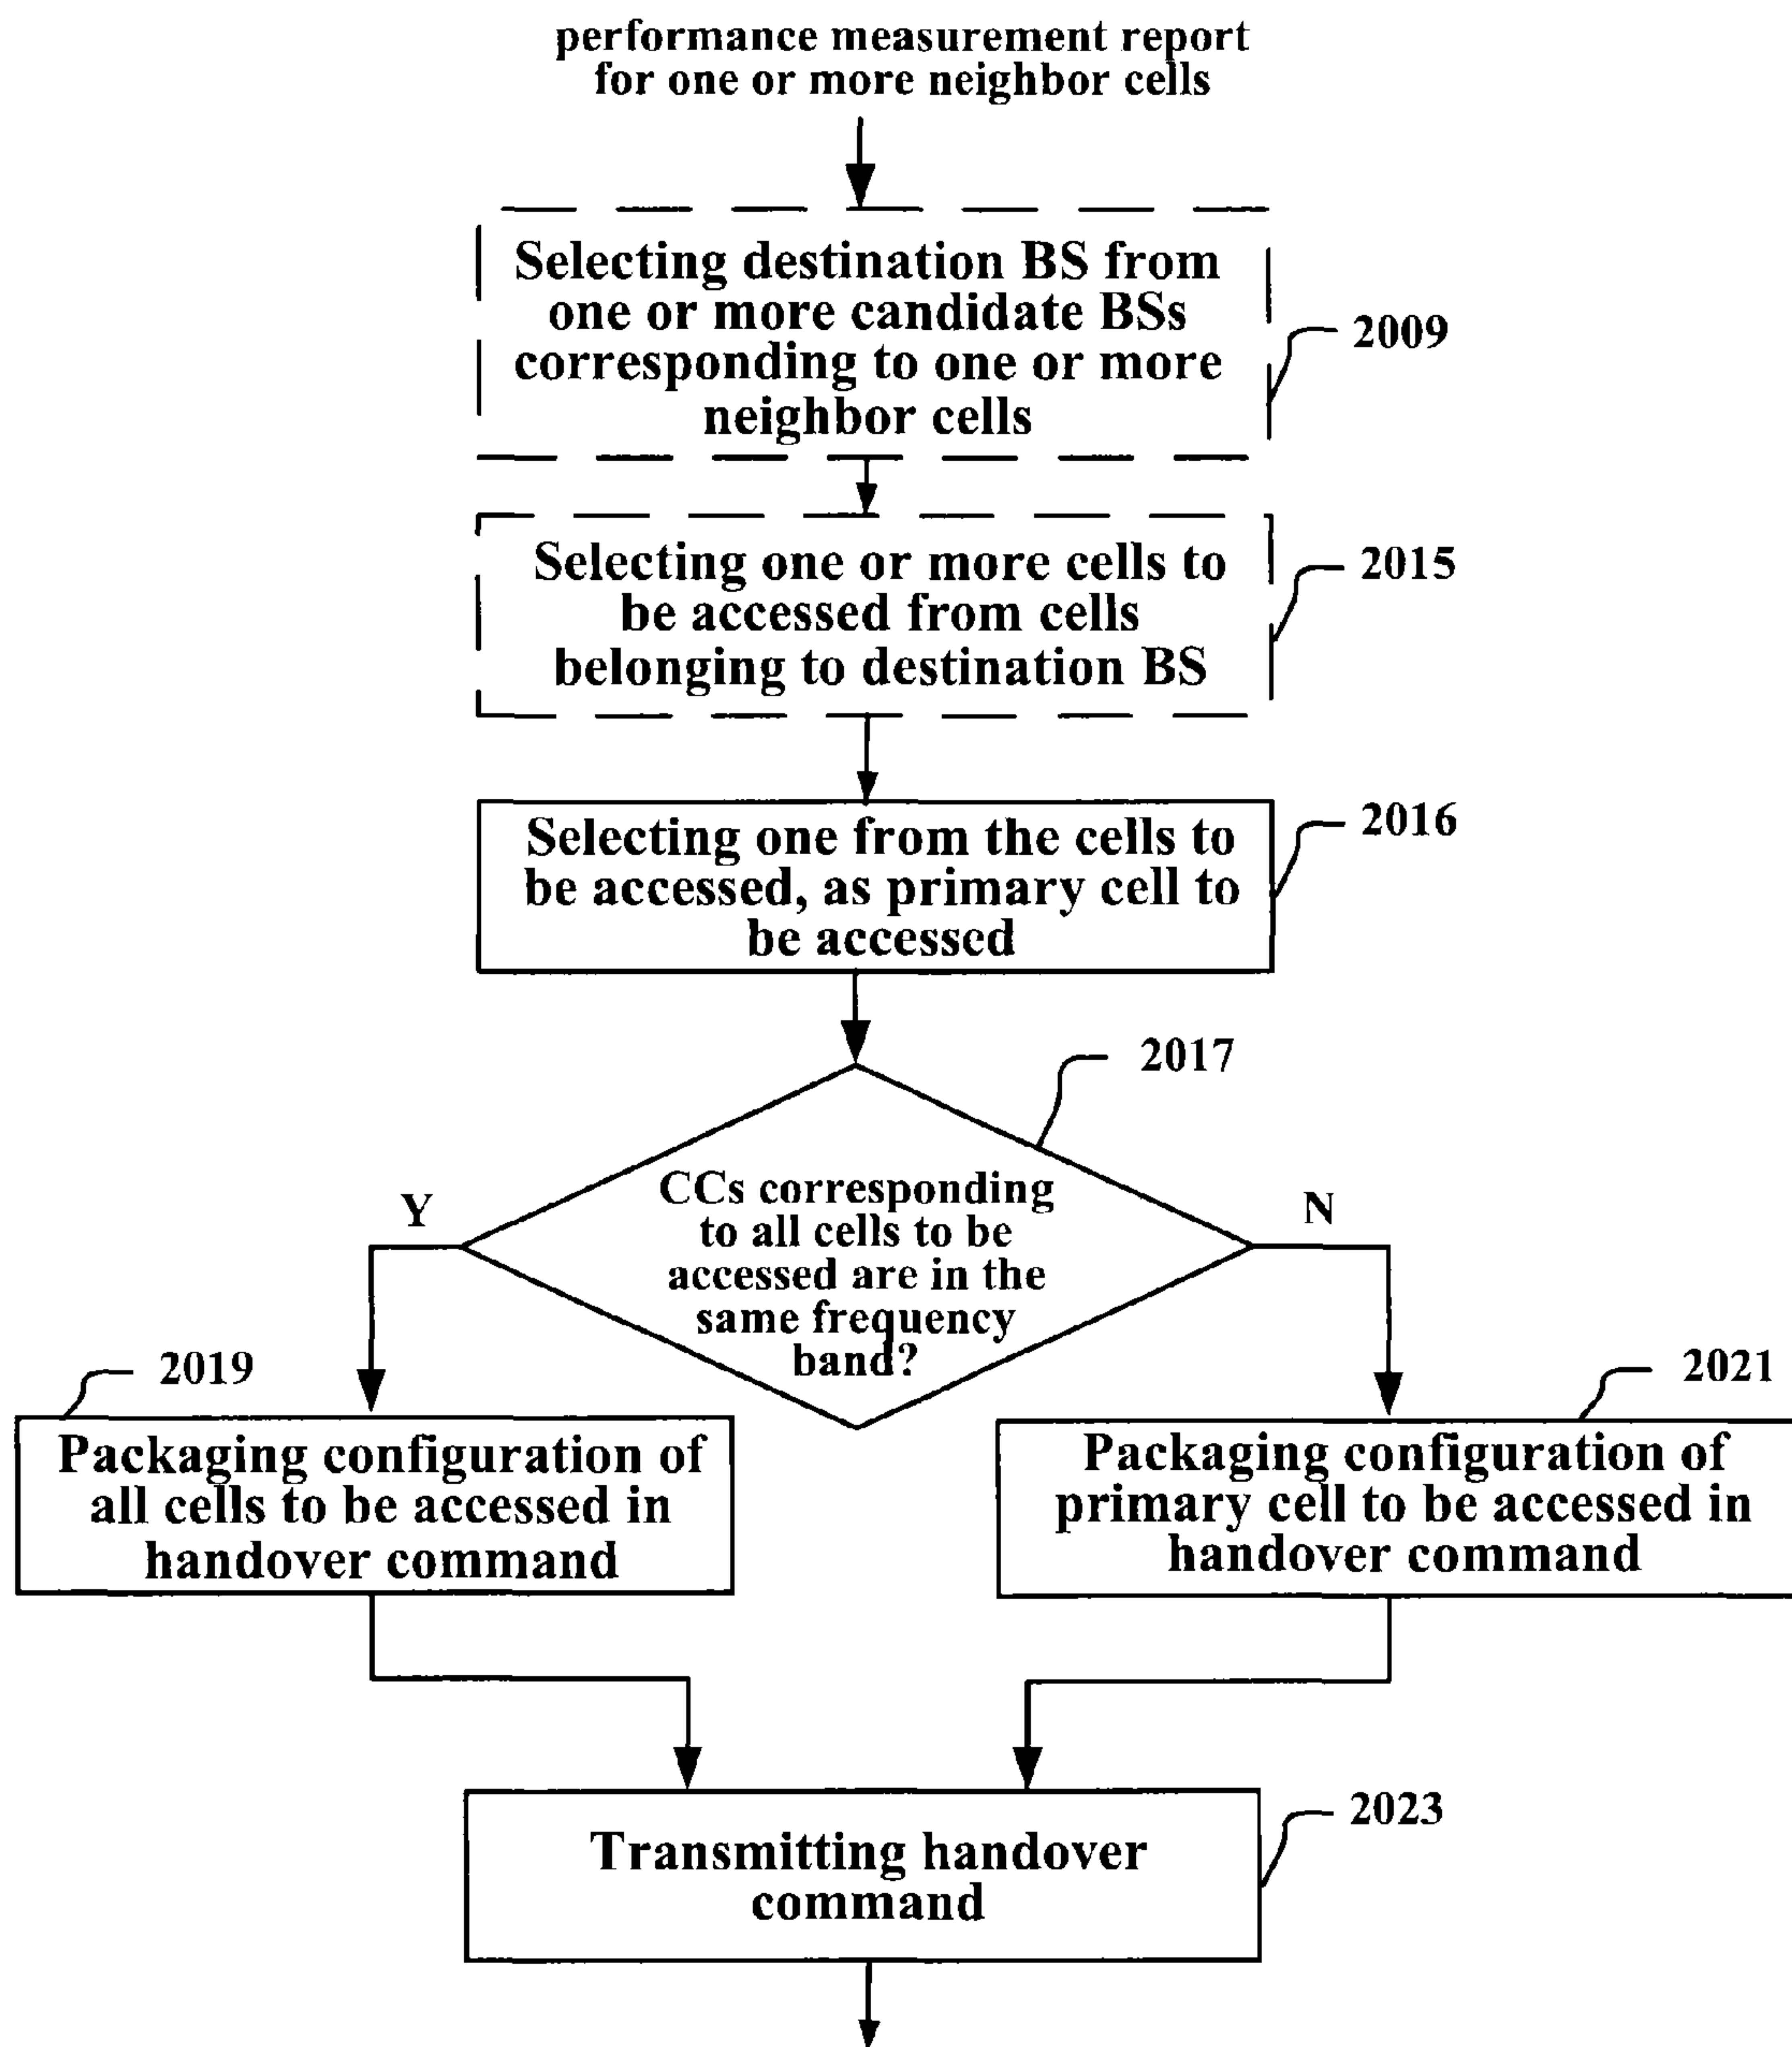 performance measurement report
for one or more neighbor cells
Selecting destination BS from
one or more candidate BSs
corresponding to one or more
neighbor cells
2009
Selecting one or more cells to
be accessed from cells
belonging to destination BS
2015
Selecting one from the cells to
be accessed, as primary cell to
be accessed
2016
2017
CCs corresponding
to all cells to be
accessed are in the
same frequency
band?
Y
N
2019
Packaging configuration of
all cells to be accessed in
handover command
2021
Packaging configuration of
primary cell to be accessed in
handover command
Transmitting handover
command
2023